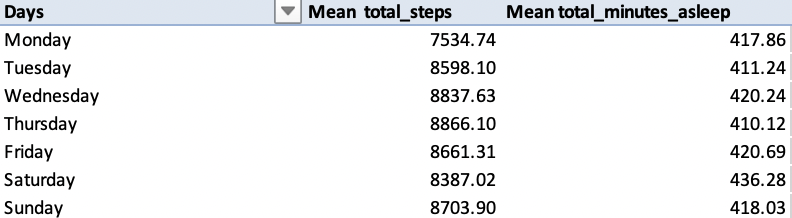 Days Mean total_steps Mean total_minutes_asleep
Monday 7534.74 417.86
Tuesday 8598.10 411.24
Wednesday 8837.63 420.24
Thursday 8866.10 410.12
Friday 8661.31 420.69
Saturday 8387.02 436.28
Sunday 8703.90 418.03